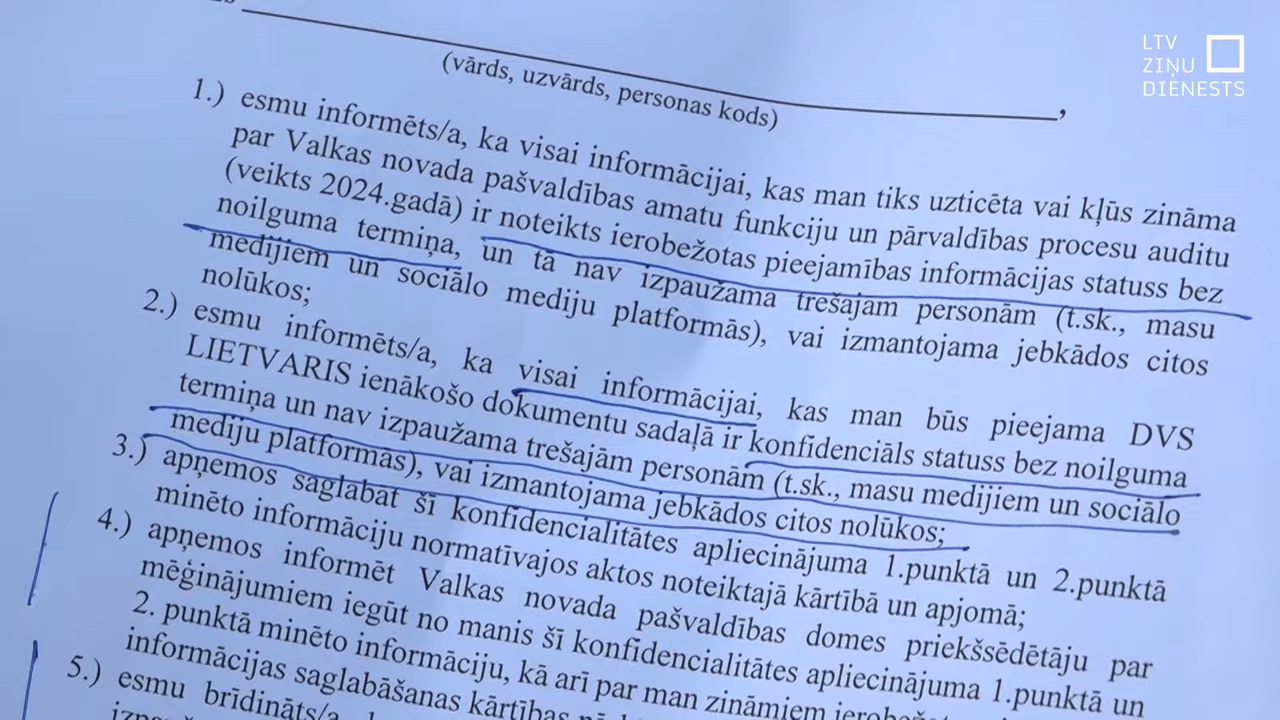 LTV
ZIŅU
DIENESTS
(vārds, uzvārds, personas kods)
1.) esmu informēts/a, ka visai informācijai, kas man tiks uzticēta vai kļūs zināma
par Valkas novada pašvaldības amatu funkciju un pārvaldības procesu auditu
(veikts 2024.gadā) ir noteikts ierobežotas pieejamības informācijas statuss bez
noilguma termiņa, un tā nav izpaužama trešajām personām (t.sk., masu
medijiem un sociālo mediju platformās), vai izmantojama jebkādos citos
nolūkos;
2.) esmu informēts/a, ka visai informācijai, kas man būs pieejama DVS
LIETVARIS ienākošo dokumentu sadaļā ir konfidenciāls statuss bez noilguma
termiņa un nav izpaužama trešajām personām (t.sk., masu medijiem un sociālo
mediju platformās), vai izmantojama jebkādos citos nolūkos;
3.) apņemos saglabāt šī konfidencialitātes apliecinājuma 1.punktā un 2.punktā
minēto informāciju normatīvajos aktos noteiktajā kārtībā un apjomā;
4.) apņemos informēt Valkas novada pašvaldības domes priekšsēdētāju par
mēģinājumiem iegūt no manis šī konfidencialitātes apliecinājuma 1.punktā un
2. punktā minēto informāciju, kā arī par man zināmiem
informācijas saglabāšanas kārtības
5.) esmu brīdināts/a,